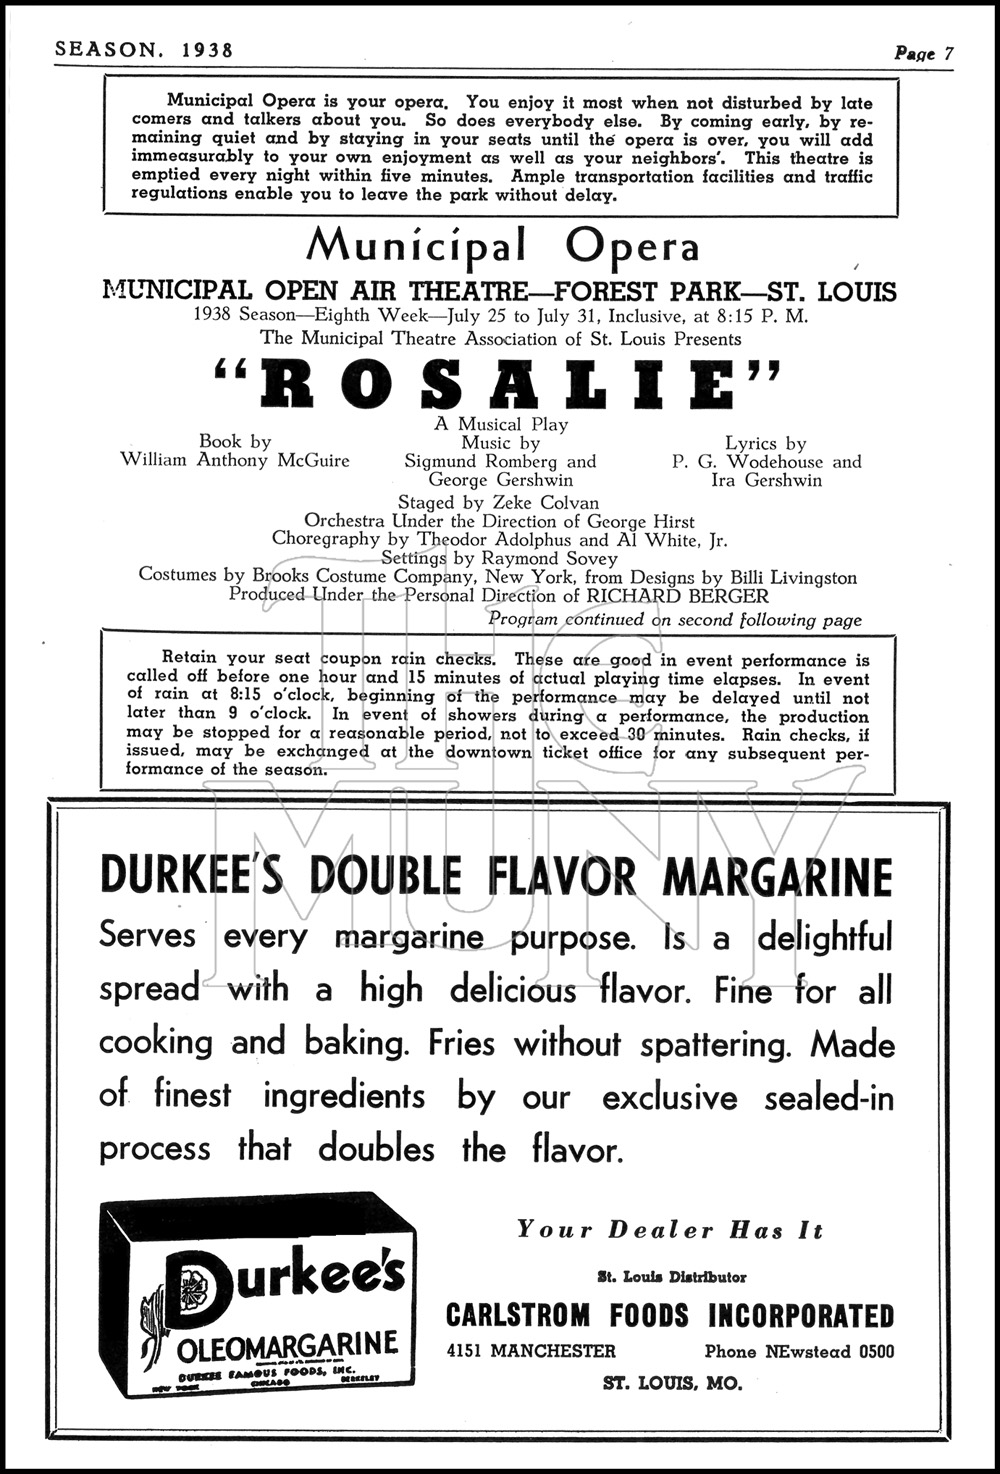 SEASON, 1938
Page 7
Municipal Opera is your opera. You enjoy it most when not disturbed by late
comers and talkers about you. So does everybody else. By coming early, by re-
maining quiet and by staying in your seats until the opera is over, you will add
immeasurably to your own enjoyment as well as your neighbors'. This theatre is
emptied every night within five minutes. Ample transportation facilities and traffic
regulations enable you to leave the park without delay.
Municipal Opera
MUNICIPAL OPEN AIR THEATRE—FOREST PARK—ST. LOUIS
1938 Season—Eighth Week—July 25 to July 31, Inclusive, at 8:15 P. M.
The Municipal Theatre Association of St. Louis Presents
"ROSALIE"
A Musical Play
Book by
William Anthony McGuire
Music by
Sigmund Romberg and
George Gershwin
Lyrics by
P. G. Wodehouse and
Ira Gershwin
Staged by Zeke Colvan
Orchestra Under the Direction of George Hirst
Choregraphy by Theodor Adolphus and Al White, Jr.
Settings by Raymond Sovey
Costumes by Brooks Costume Company, New York, from Designs by Billi Livingston
Produced Under the Personal Direction of RICHARD BERGER
Program continued on second following page
Retain your seat coupon rain checks. These are good in event performance is
called off before one hour and 15 minutes of actual playing time elapses. In event
of rain at 8:15 o'clock, beginning of the performance may be delayed until not
later than 9 o'clock. In event of showers during a performance, the production
may be stopped for a reasonable period, not to exceed 30 minutes. Rain checks, if
issued, may be exchanged at the downtown ticket office for any subsequent per-
formance of the season.
THE
MUNY
DURKEE'S DOUBLE FLAVOR MARGARINE
Serves every margarine purpose. Is a delightful
spread with a high delicious flavor. Fine for all
cooking and baking. Fries without spattering. Made
of finest ingredients by our exclusive sealed-in
process that doubles the flavor.
Durkee's
OLEOMARGARINE
DURKEE FAMOUS FOODS, INC.
NEW YORK CHICAGO BERKELEY
Your Dealer Has It
St. Louis Distributor
CARLSTROM FOODS INCORPORATED
4151 MANCHESTER Phone NEwstead 0500
ST. LOUIS, MO.